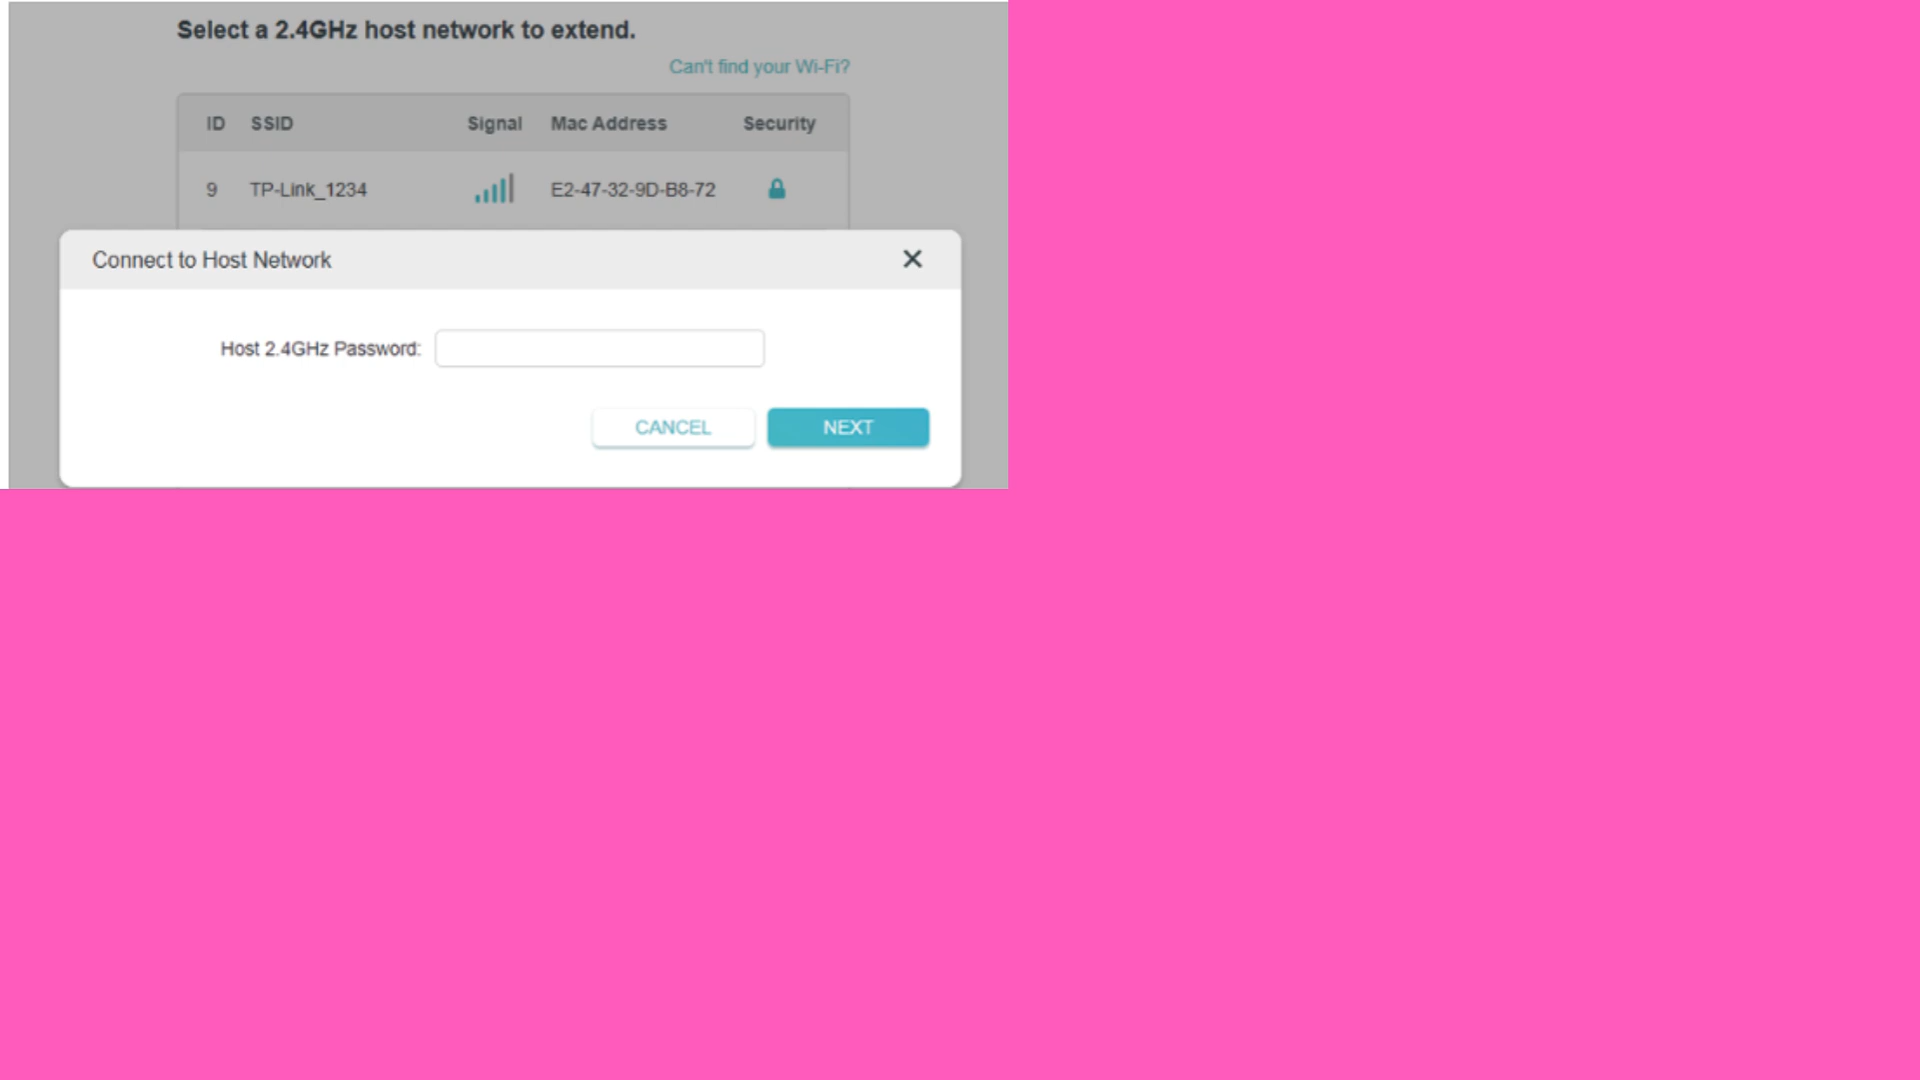 Select a 2.4GHz host network to extend.
Can't find your Wi-Fi?
ID SSID Signal Mac Address Security
9 TP-Link_1234 E2-47-32-9D-B8-72
Connect to Host Network
Host 2.4GHz Password:
CANCEL NEXT